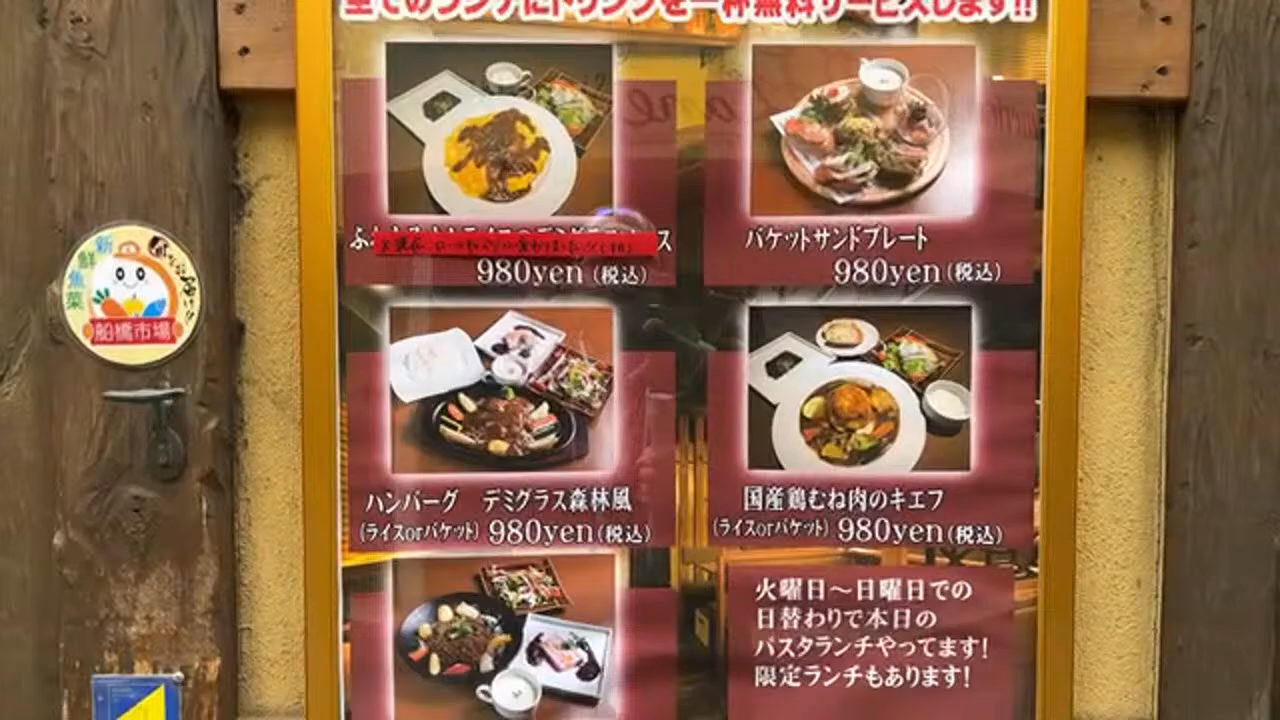 全てのランチにドリンクを一杯無料サービスします!!
980yen(税込)
バケットサンドプレート
980yen(税込)
新鮮魚菜
船橋市場
ハンバーグ デミグラス森林風
(ライスorバケット) 980yen(税込)
国産鶏むね肉のキエフ
(ライスorバケット) 980yen(税込)
火曜日～日曜日での
日替わりで本日の
パスタランチやってます!
限定ランチもあります!